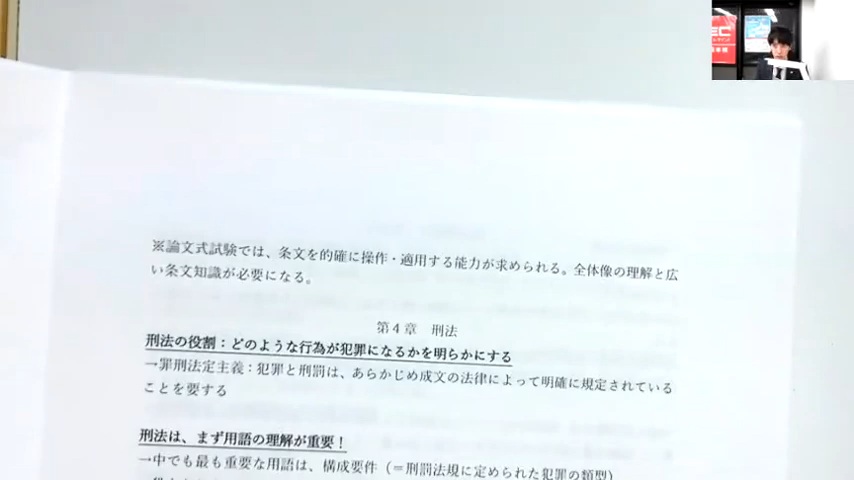 EC
※論文式試験では、条文を的確に操作・適用する能力が求められる。全体像の理解と広
い条文知識が必要になる。
第4章 刑法
刑法の役割：どのような行為が犯罪になるかを明らかにする
→罪刑法定主義：犯罪と刑罰は、あらかじめ成文の法律によって明確に規定されている
ことを要する
刑法は、まず用語の理解が重要！
→中でも最も重要な用語は、構成要件（＝刑罰法規に定められた犯罪の類型）